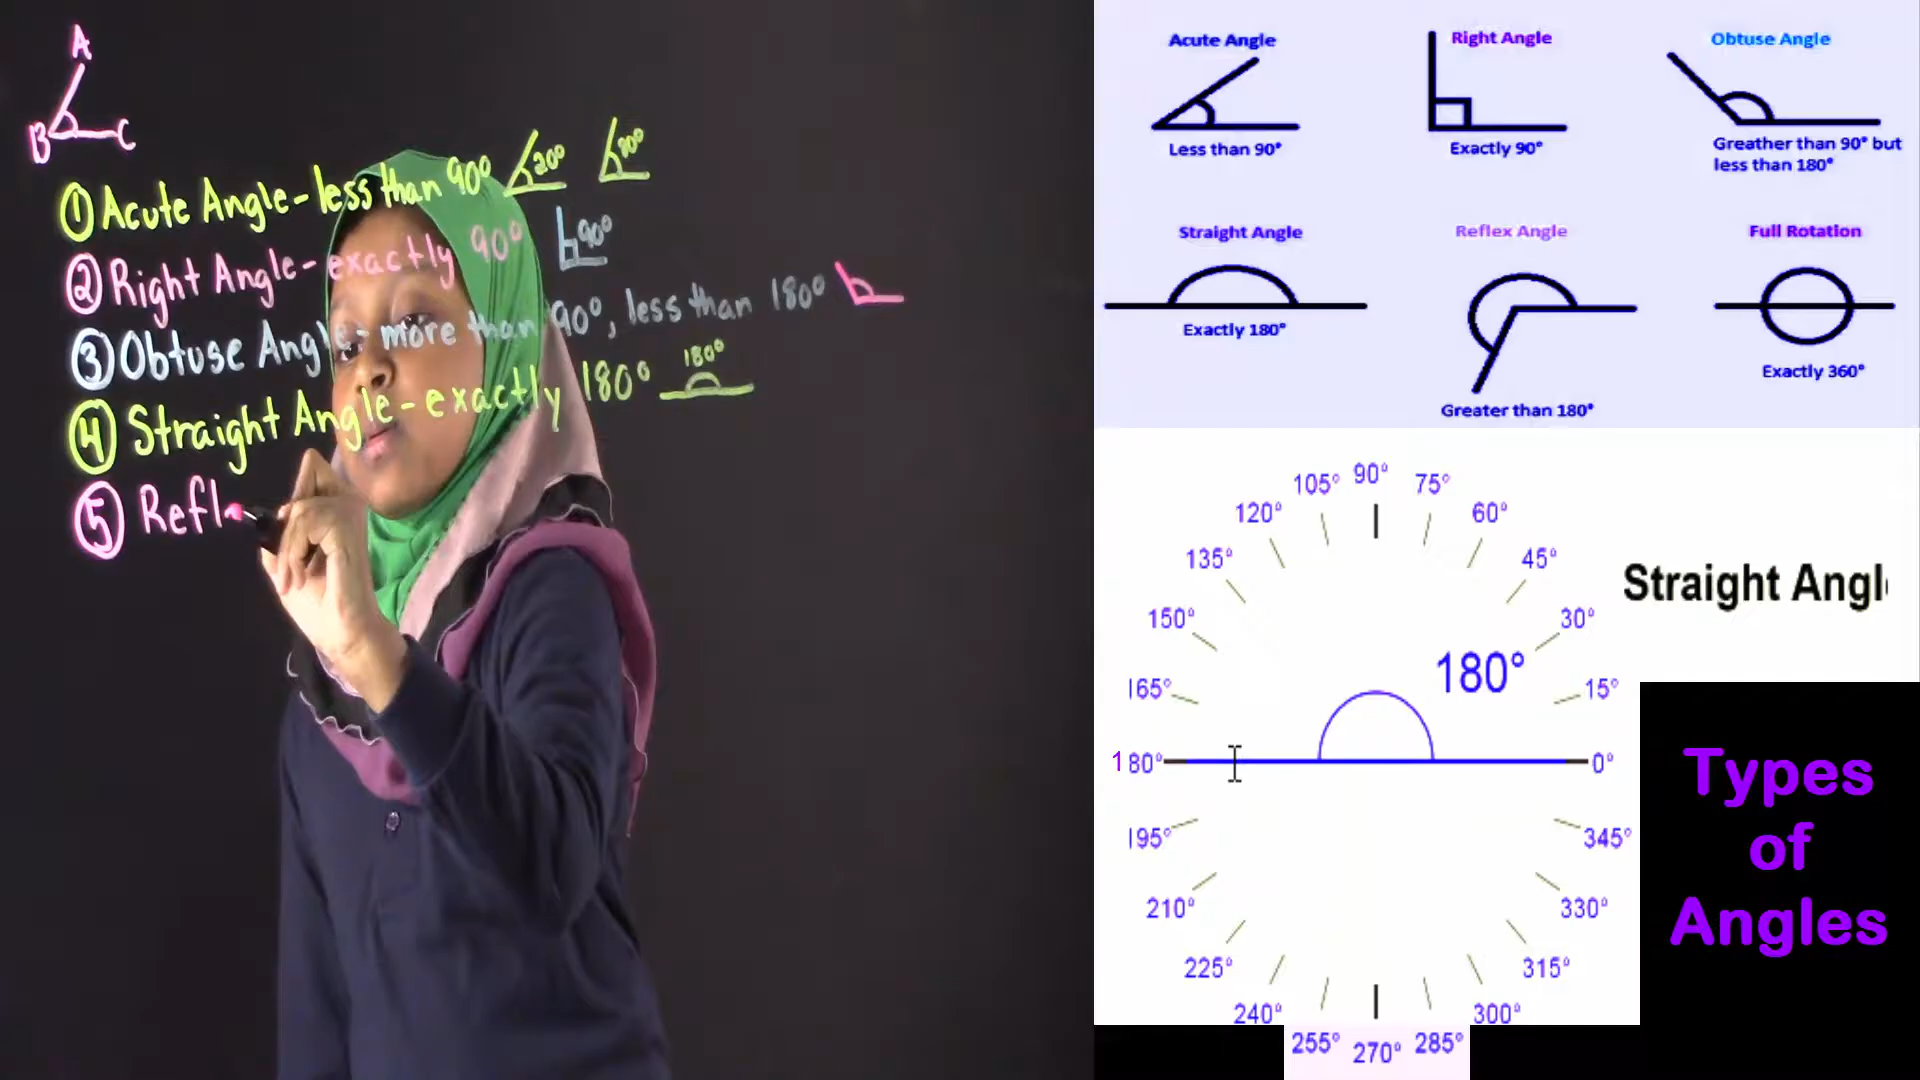 A
B C
① Acute Angle - less than 90° 20° 80°
② Right Angle - exactly 90° 90°
③ Obtuse Angle - more than 90°, less than 180°
④ Straight Angle - exactly 180° 180°
⑤ Refl
Acute Angle
Less than 90°
Right Angle
Exactly 90°
Obtuse Angle
Greather than 90° but
less than 180°
Straight Angle
Exactly 180°
Reflex Angle
Greater than 180°
Full Rotation
Exactly 360°
105° 90° 75°
120° 60°
135° 45°
Straight Angl
150° 30°
180°
165° 15°
180° 0°
195° 345°
210° 330°
225° 315°
240° 300°
255° 270° 285°
Types
of
Angles